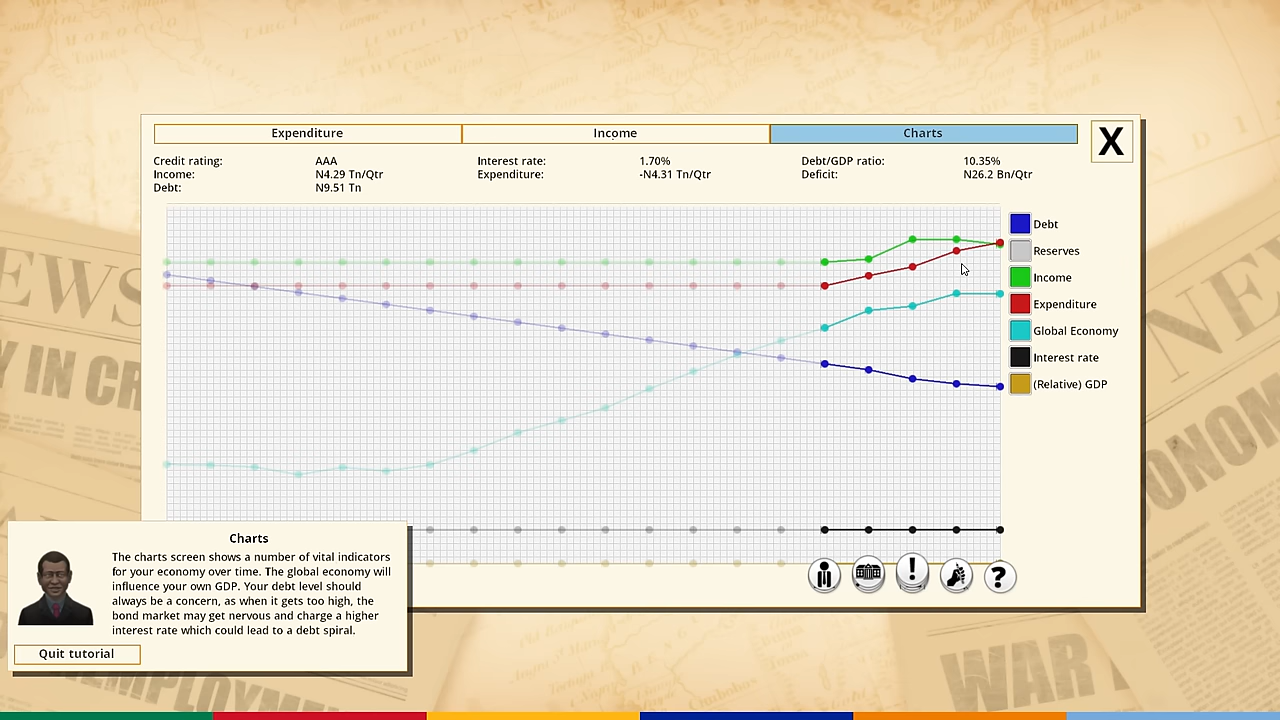 Expenditure
Income
Charts
X
Credit rating:
AAA
Interest rate:
1.70%
Debt/GDP ratio:
10.35%
Income:
N4.29 Tn/Qtr
Expenditure:
-N4.31 Tn/Qtr
Deficit:
N26.2 Bn/Qtr
Debt:
N9.51 Tn
Debt
Reserves
Income
Expenditure
Global Economy
Interest rate
(Relative) GDP
!
?
Charts
The charts screen shows a number of vital indicators
for your economy over time. The global economy will
influence your own GDP. Your debt level should
always be a concern, as when it gets too high, the
bond market may get nervous and charge a higher
interest rate which could lead to a debt spiral.
Quit tutorial
WAR